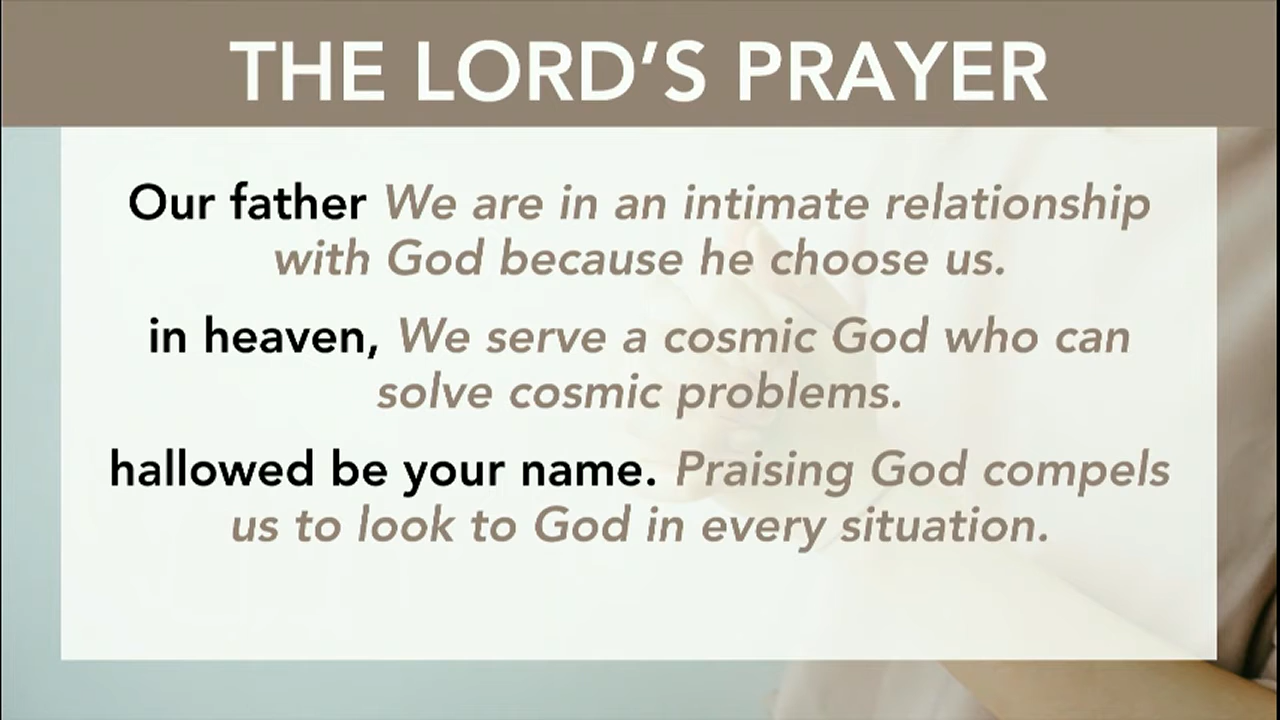 THE LORD’S PRAYER
Our father We are in an intimate relationship
with God because he choose us.
in heaven, We serve a cosmic God who can
solve cosmic problems.
hallowed be your name. Praising God compels
us to look to God in every situation.